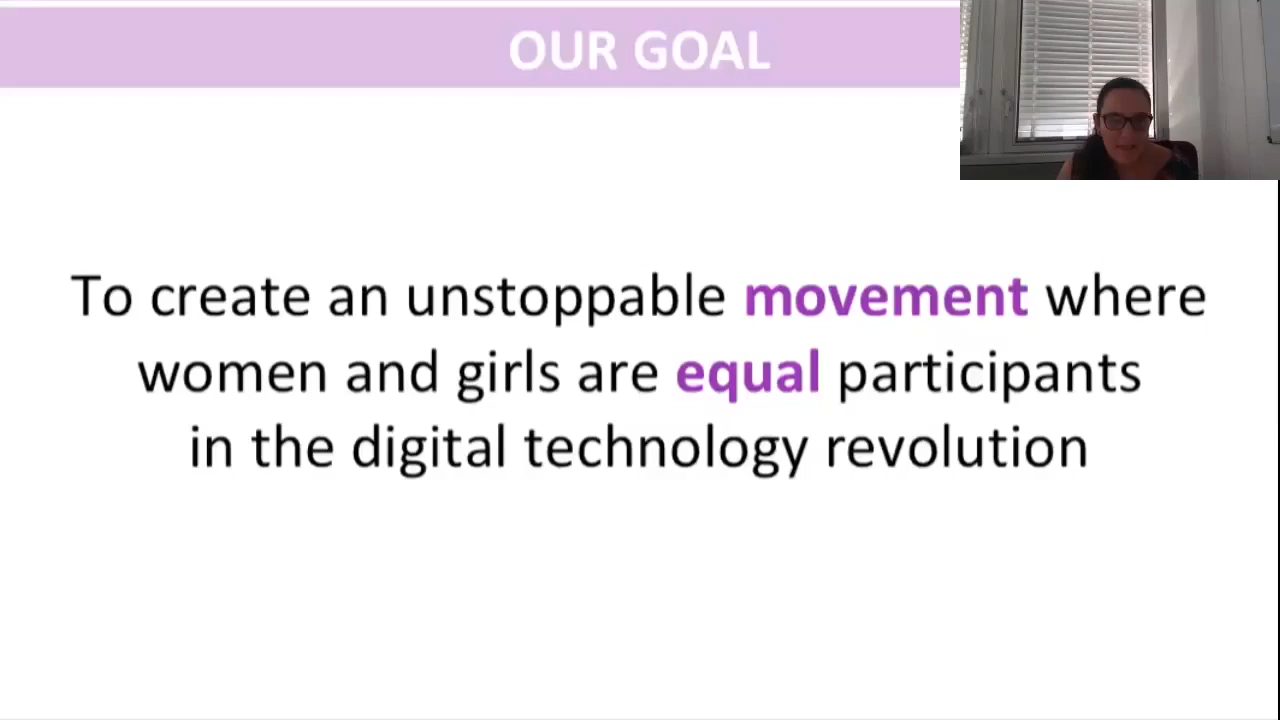 OUR GOAL
To create an unstoppable movement where
women and girls are equal participants
in the digital technology revolution